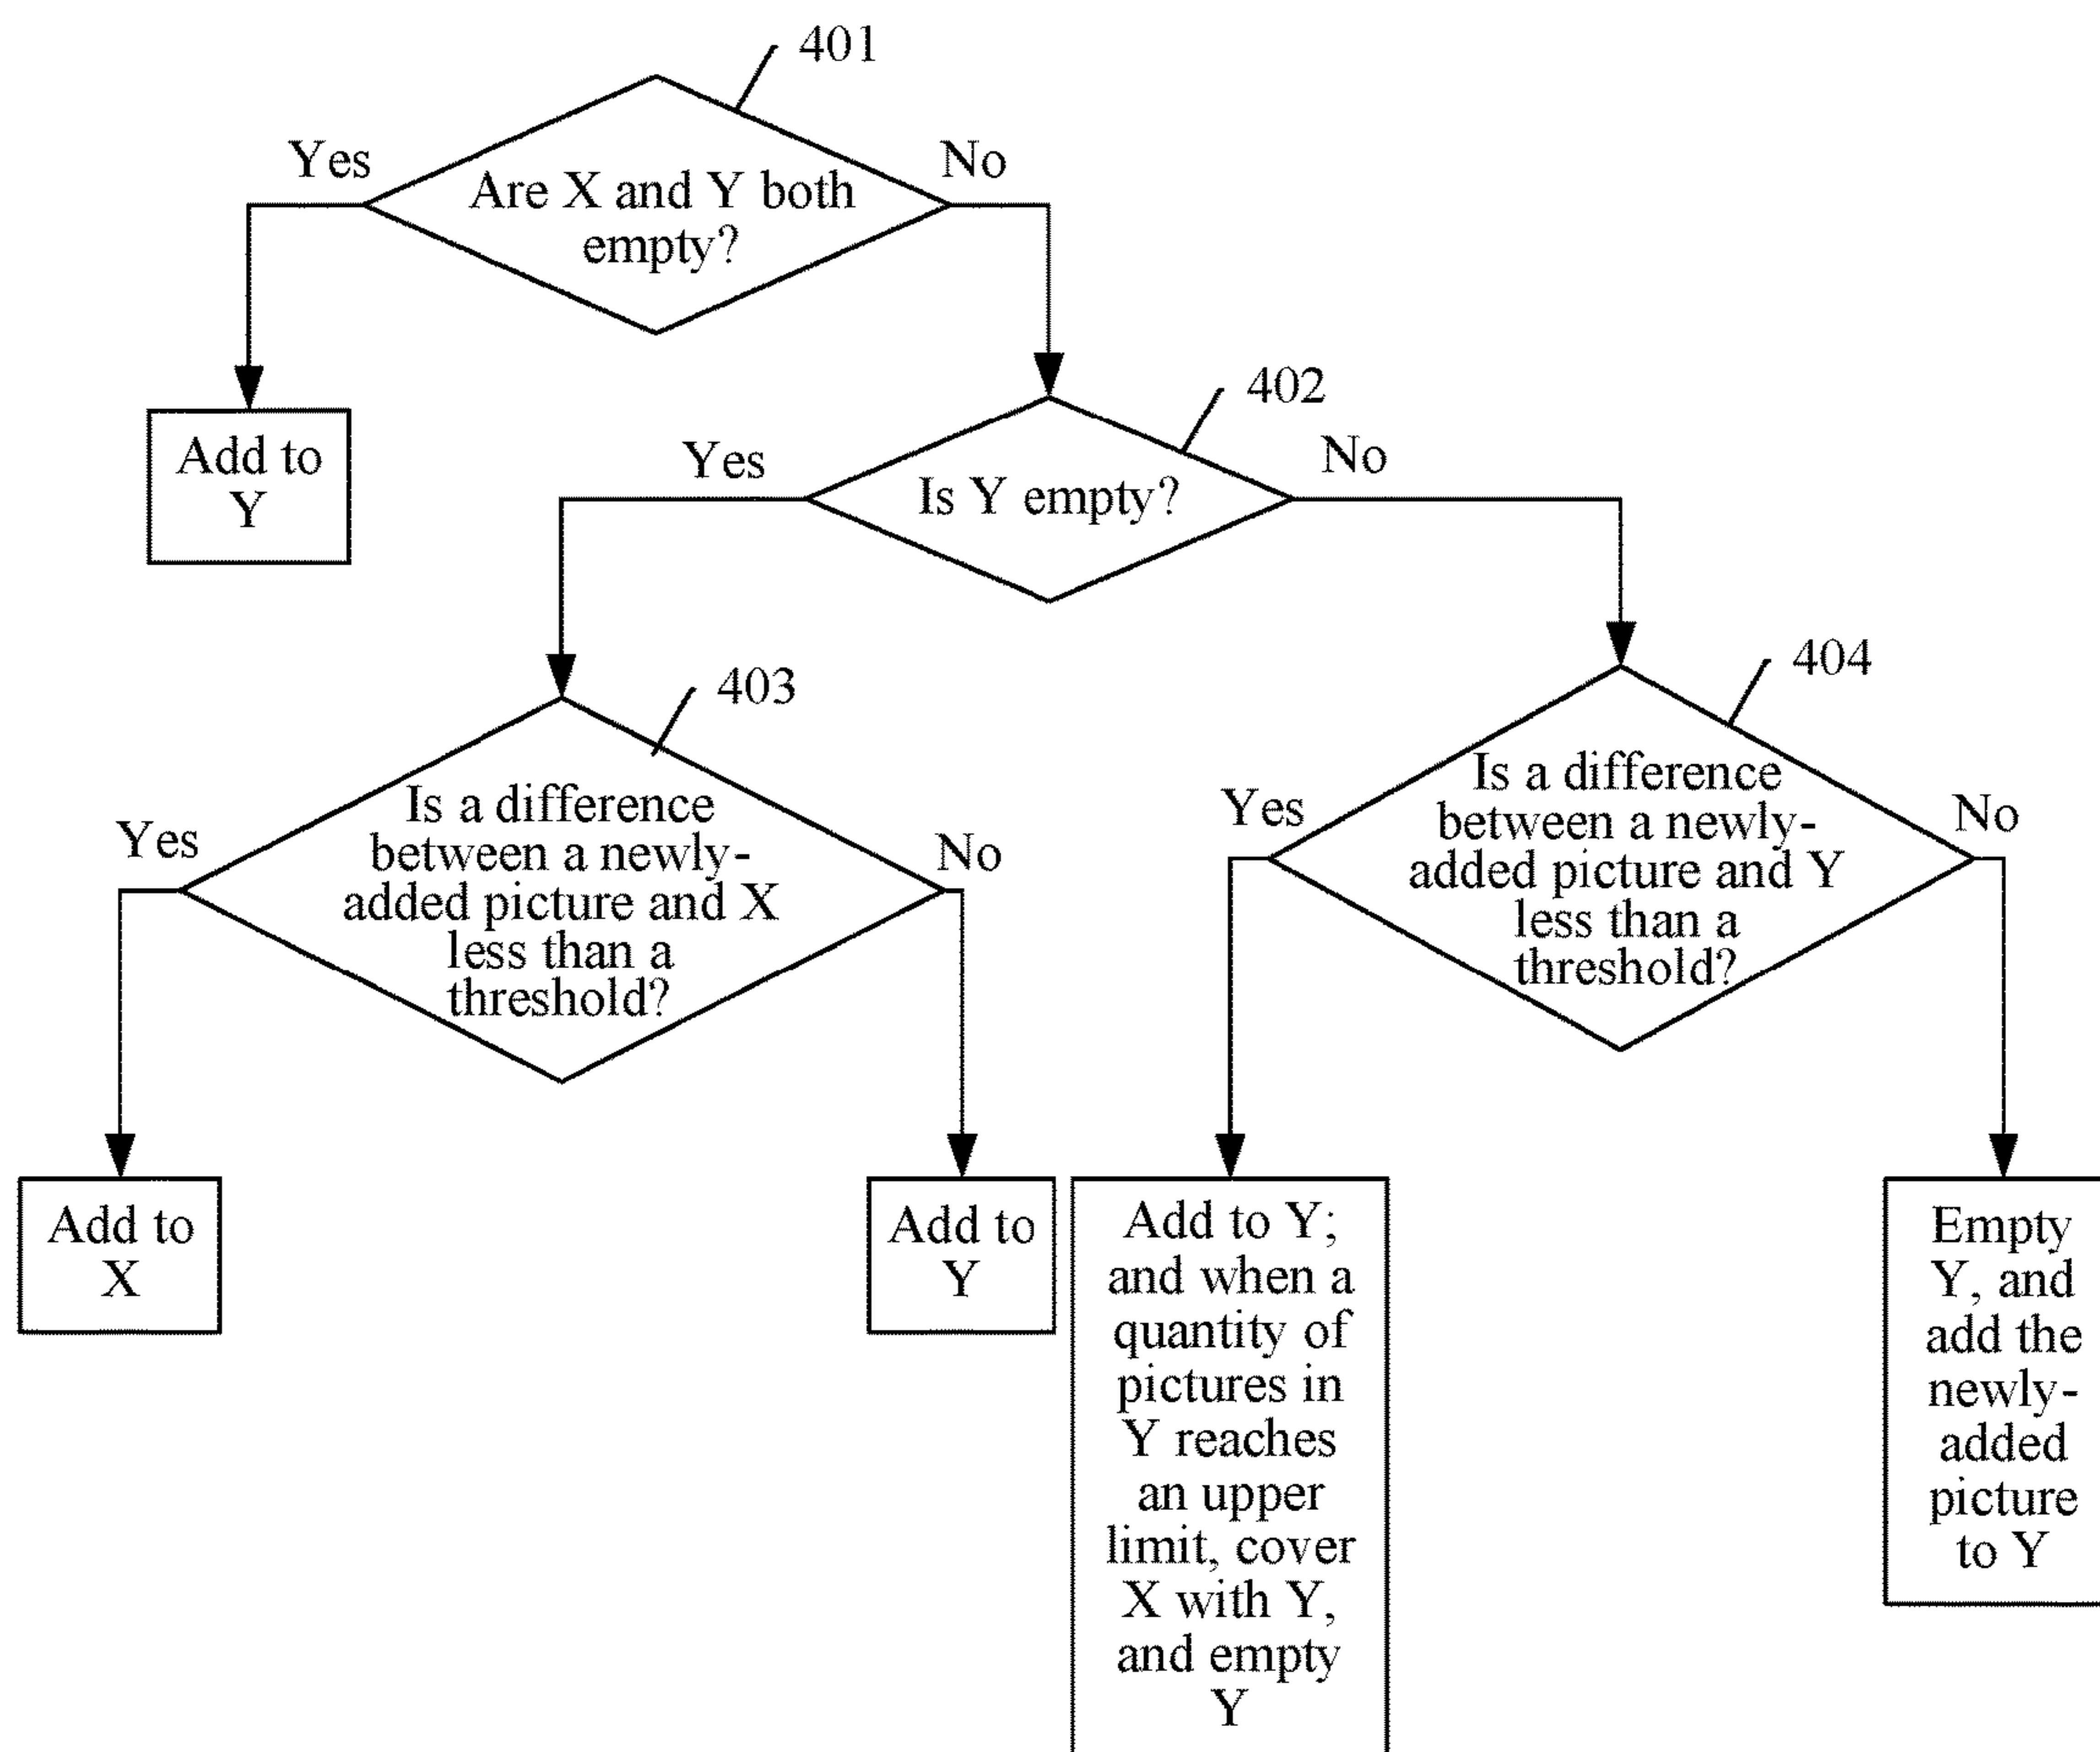 401
Yes
No
Are X and Y both
empty?
402
Add to
Y
Yes
No
Is Y empty?
403
404
Yes
No
Is a difference
between a newly-
added picture and X
less than a
threshold?
Yes
No
Is a difference
between a newly-
added picture and Y
less than a
threshold?
Add to
X
Add to
Y
Add to Y;
and when a
quantity of
pictures in
Y reaches
an upper
limit, cover
X with Y,
and empty
Y
Empty
Y, and
add the
newly-
added
picture
to Y